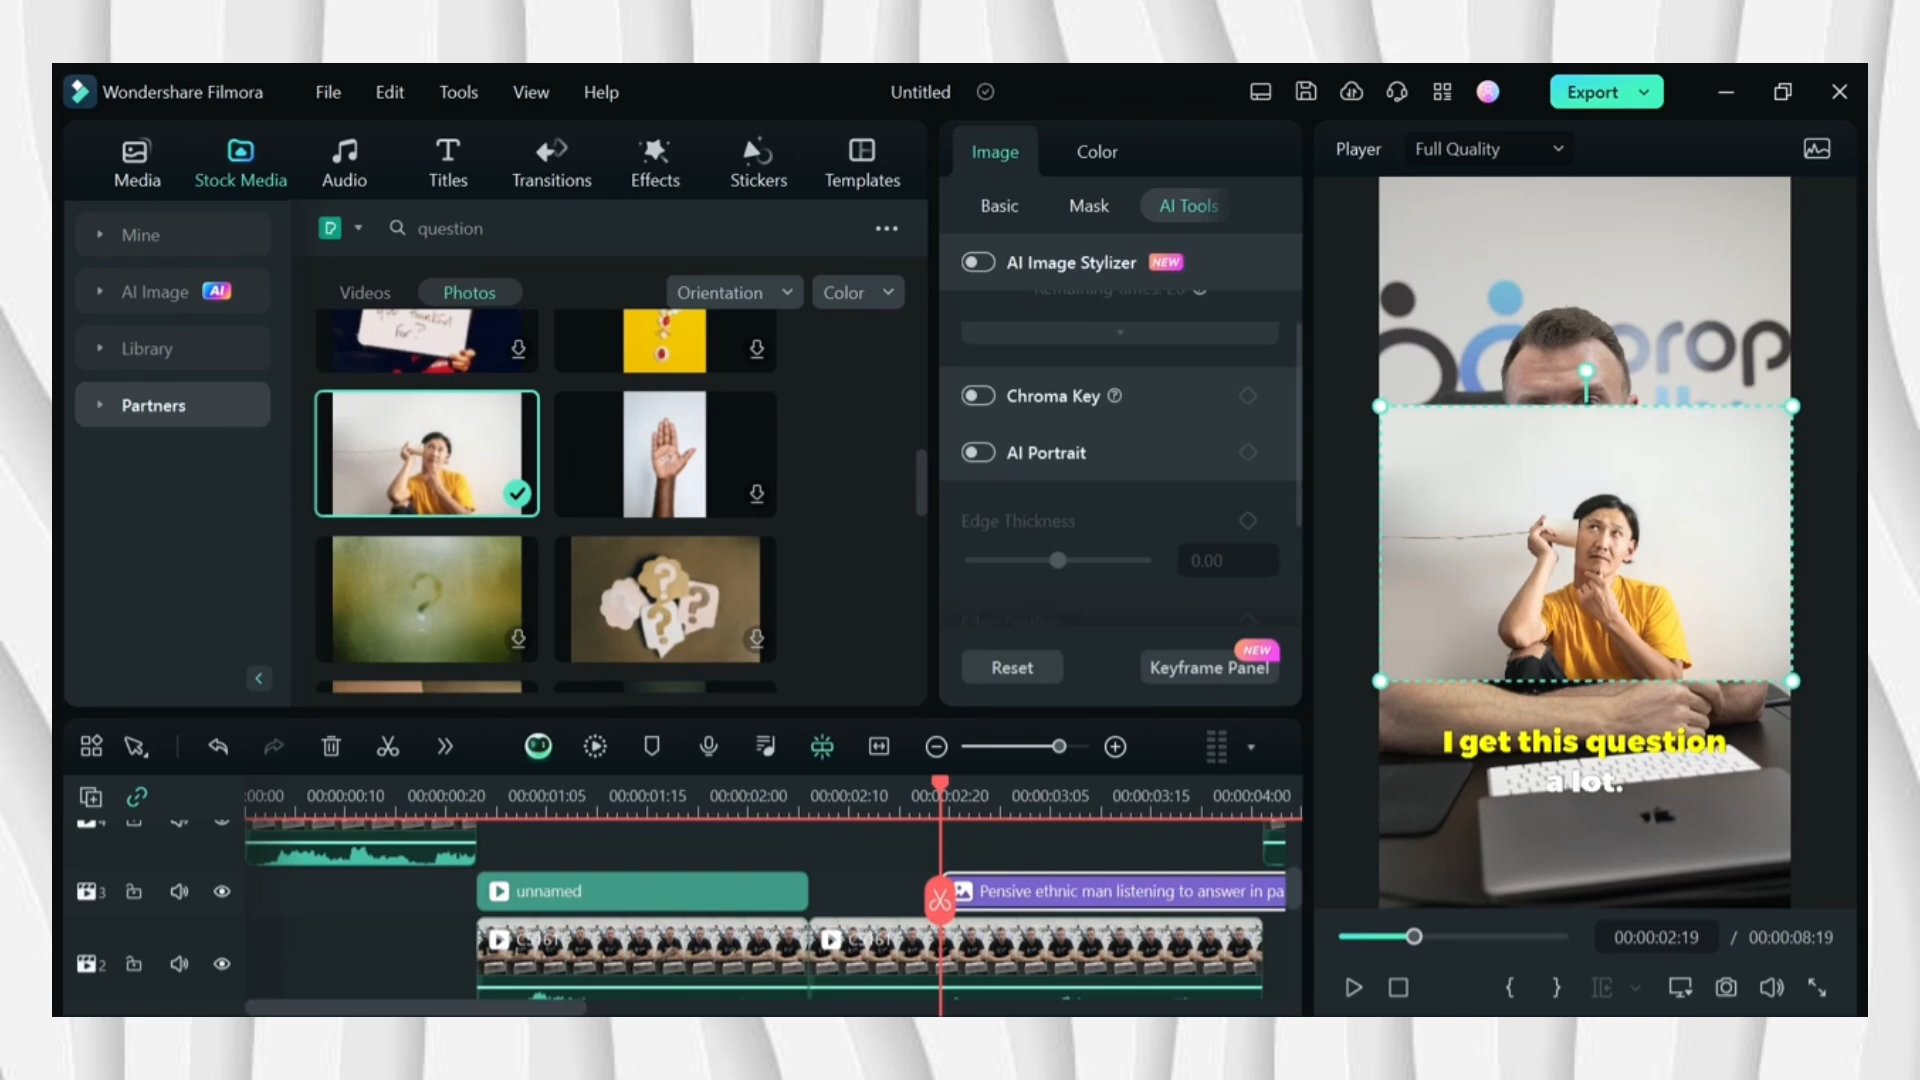 Wondershare Filmora
File
Edit
Tools
View
Help
Untitled
Export
Media
Stock Media
Audio
Titles
Transitions
Effects
Stickers
Templates
Mine
AI Image AI
Library
Partners
question
Videos
Photos
Orientation
Color
for?
Image
Color
Basic
Mask
AI Tools
AI Image Stylizer NEW
Chroma Key
AI Portrait
Edge Thickness
0.00
Reset
NEW
Keyframe Panel
Player
Full Quality
prop
I get this question
a lot.
:00:00
00:00:00:10
00:00:00:20
00:00:01:05
00:00:01:15
00:00:02:00
00:00:02:10
00:00:02:20
00:00:03:05
00:00:03:15
00:00:04:00
3
unnamed
Pensive ethnic man listening to answer in pa
2
00:00:02:19 / 00:00:08:19